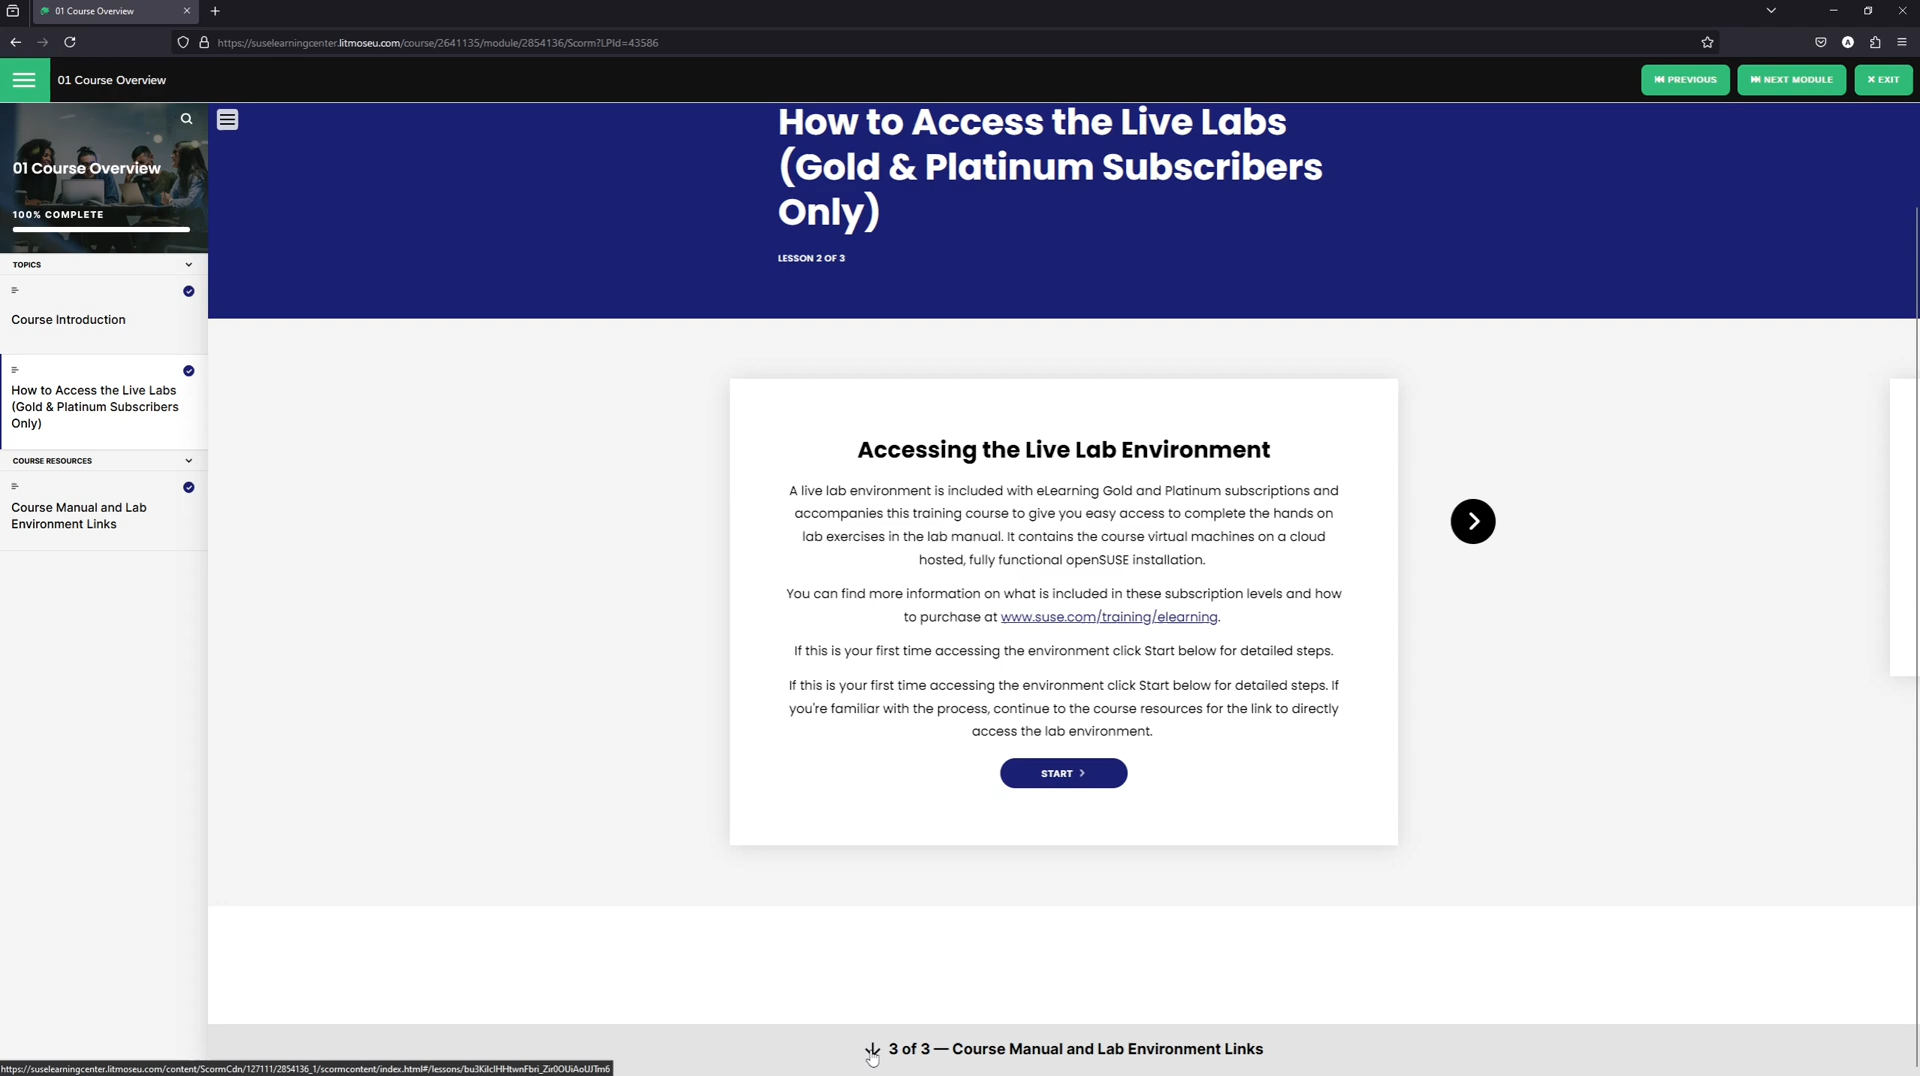 01 Course Overview
https://suselearningcenter.litmoseu.com/course/2641135/module/2854136/Scorm?LPId=43586
A
01 Course Overview
PREVIOUS
NEXT MODULE
EXIT
01 Course Overview
100% COMPLETE
TOPICS
Course Introduction
How to Access the Live Labs
(Gold & Platinum Subscribers
Only)
COURSE RESOURCES
Course Manual and Lab
Environment Links
How to Access the Live Labs
(Gold & Platinum Subscribers
Only)
LESSON 2 OF 3
Accessing the Live Lab Environment
A live lab environment is included with eLearning Gold and Platinum subscriptions and
accompanies this training course to give you easy access to complete the hands on
lab exercises in the lab manual. It contains the course virtual machines on a cloud
hosted, fully functional openSUSE installation.
You can find more information on what is included in these subscription levels and how
to purchase at www.suse.com/training/elearning.
If this is your first time accessing the environment click Start below for detailed steps.
If this is your first time accessing the environment click Start below for detailed steps. If
you're familiar with the process, continue to the course resources for the link to directly
access the lab environment.
START
3 of 3 — Course Manual and Lab Environment Links